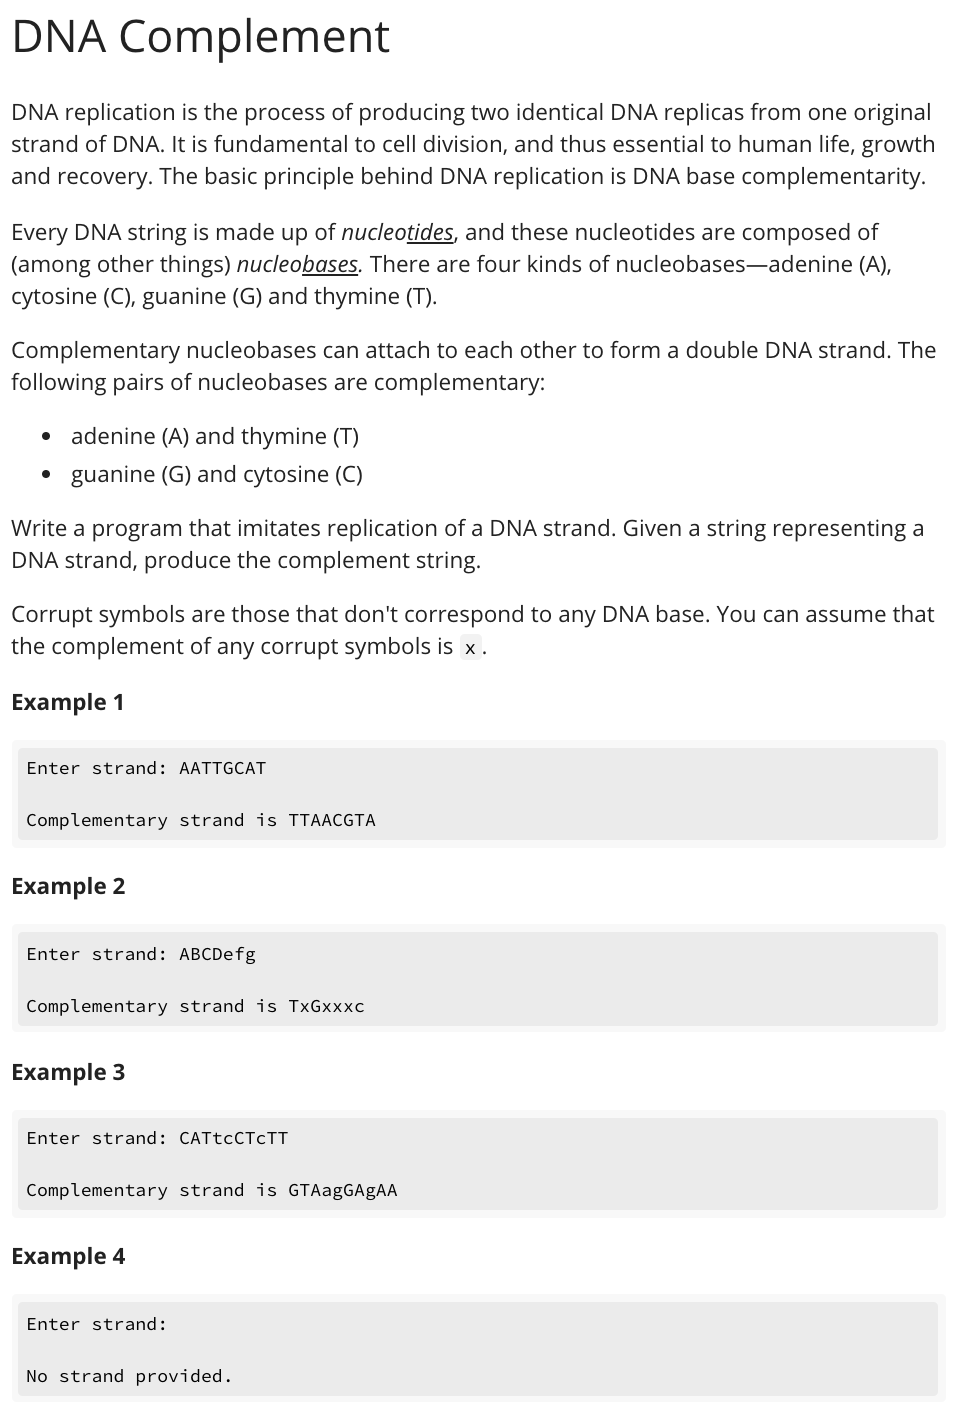 DNA Complement
DNA replication is the process of producing two identical DNA replicas from one original
strand of DNA. It is fundamental to cell division, and thus essential to human life, growth
and recovery. The basic principle behind DNA replication is DNA base complementarity.
Every DNA string is made up of nucleotides, and these nucleotides are composed of
(among other things) nucleobases. There are four kinds of nucleobases—adenine (A),
cytosine (C), guanine (G) and thymine (T).
Complementary nucleobases can attach to each other to form a double DNA strand. The
following pairs of nucleobases are complementary:
• adenine (A) and thymine (T)
• guanine (G) and cytosine (C)
Write a program that imitates replication of a DNA strand. Given a string representing a
DNA strand, produce the complement string.
Corrupt symbols are those that don't correspond to any DNA base. You can assume that
the complement of any corrupt symbols is x.
Example 1
Enter strand: AATTGCAT
Complementary strand is TTAACGTA
Example 2
Enter strand: ABCDefg
Complementary strand is TxGxxxc
Example 3
Enter strand: CATtcCTcTT
Complementary strand is GTAagGAgAA
Example 4
Enter strand:
No strand provided.